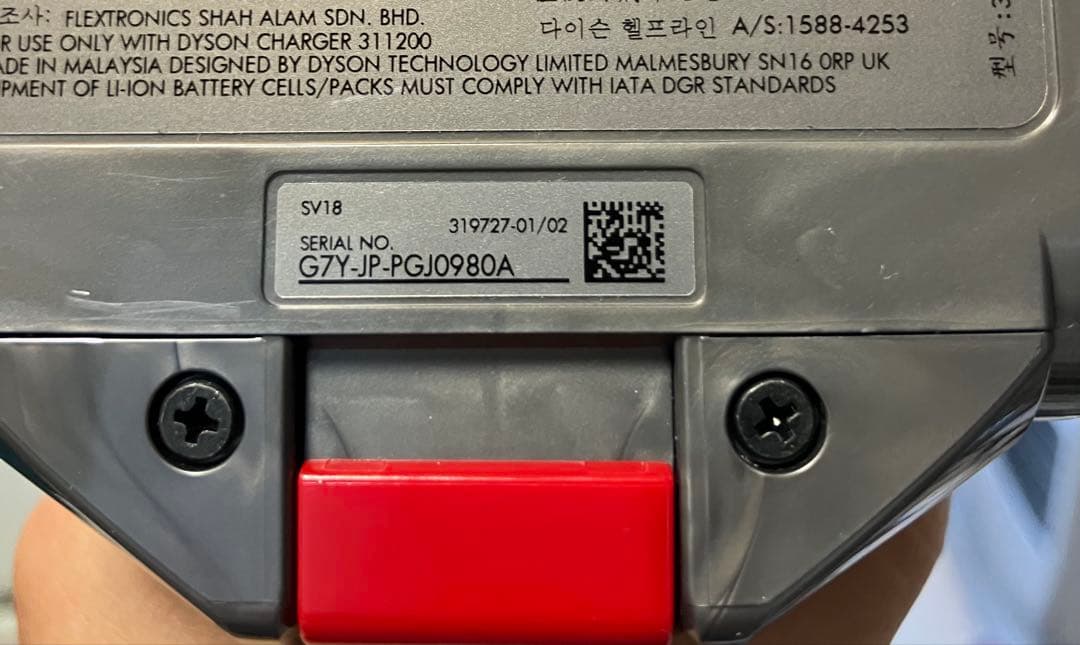 조사: FLEXTRONICS SHAH ALAM SDN. BHD.
R USE ONLY WITH DYSON CHARGER 311200
ADE IN MALAYSIA DESIGNED BY DYSON TECHNOLOGY LIMITED MALMESBURY SN16 0RP UK
PMENT OF LI-ION BATTERY CELLS/PACKS MUST COMPLY WITH IATA DGR STANDARDS
다이슨 헬프라인 A/S:1588-4253
SV18
319727-01/02
SERIAL NO.
G7Y-JP-PGJ0980A